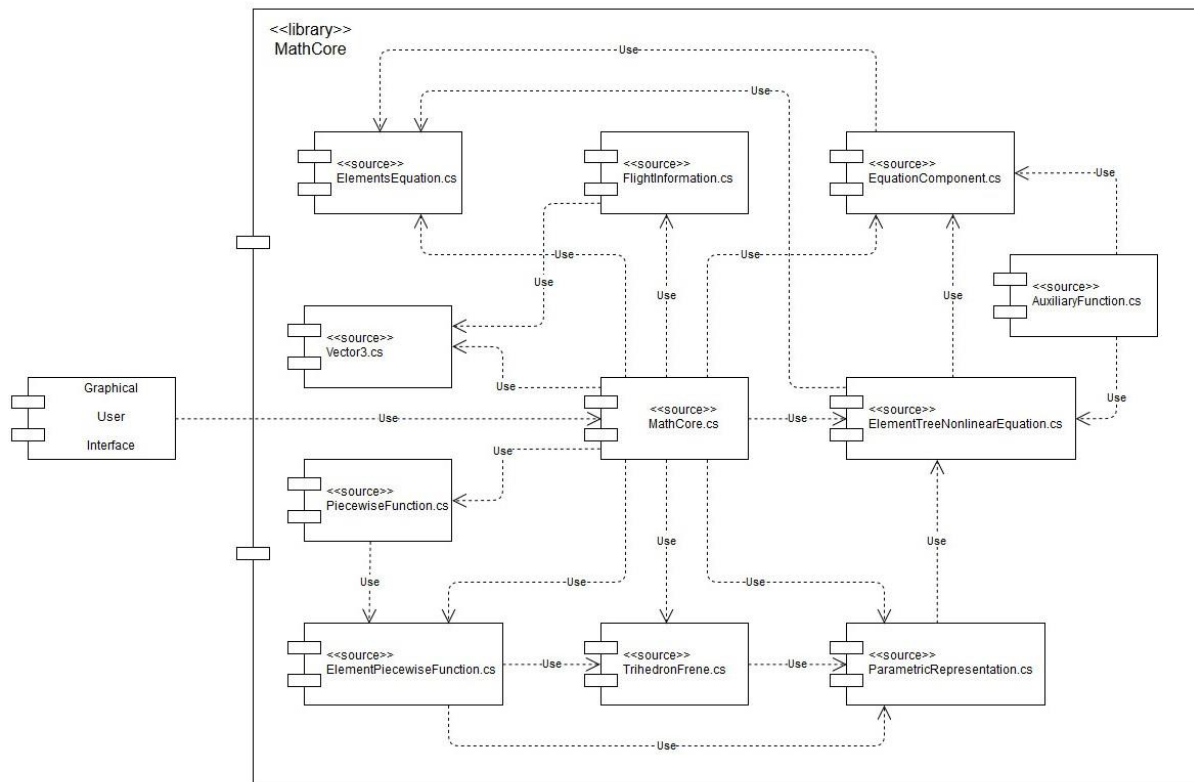 <<library>>
MathCore
Use
Use
<<source>>
ElementsEquation.cs
<<source>>
FlightInformation.cs
<<source>>
EquationComponent.cs
Use
Use
Use
Use
<<source>>
AuxiliaryFunction.cs
Use
Use
Use
<<source>>
Vector3.cs
Use
Graphical
User
Interface
Use
<<source>>
MathCore.cs
Use
<<source>>
ElementTreeNonlinearEquation.cs
Use
<<source>>
PiecewiseFunction.cs
Use
Use
Use
Use
Use
Use
<<source>>
ElementPiecewiseFunction.cs
Use
<<source>>
TrihedronFrene.cs
Use
<<source>>
ParametricRepresentation.cs
Use